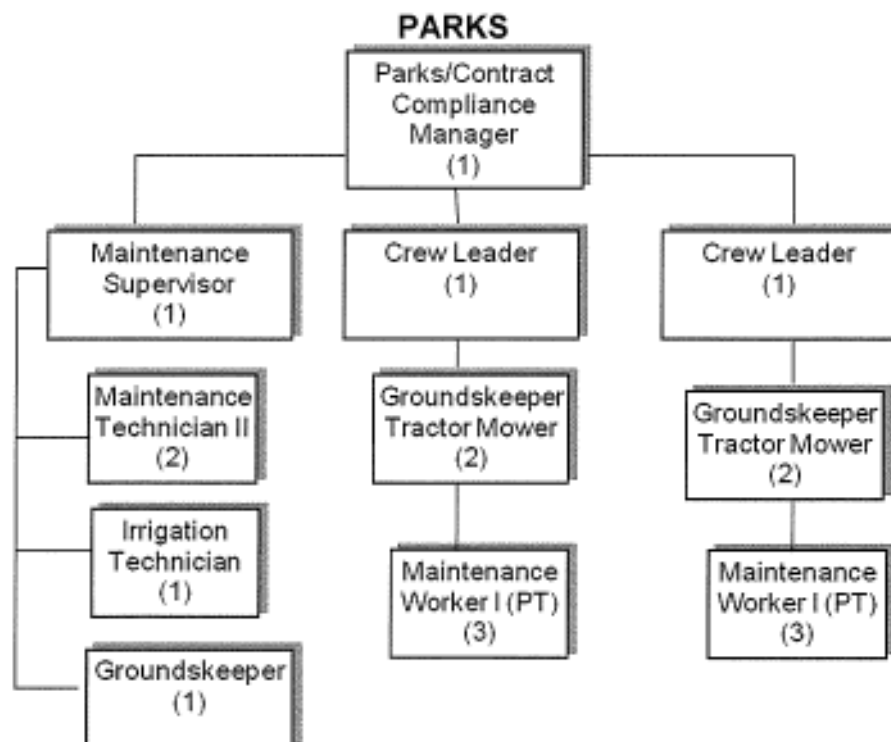 PARKS
Parks/Contract
Compliance
Manager
(1)
Maintenance
Supervisor
(1)
Maintenance
Technician II
(2)
Irrigation
Technician
(1)
Groundskeeper
(1)
Crew Leader
(1)
Groundskeeper
Tractor Mower
(2)
Maintenance
Worker I (PT)
(3)
Crew Leader
(1)
Groundskeeper
Tractor Mower
(2)
Maintenance
Worker I (PT)
(3)